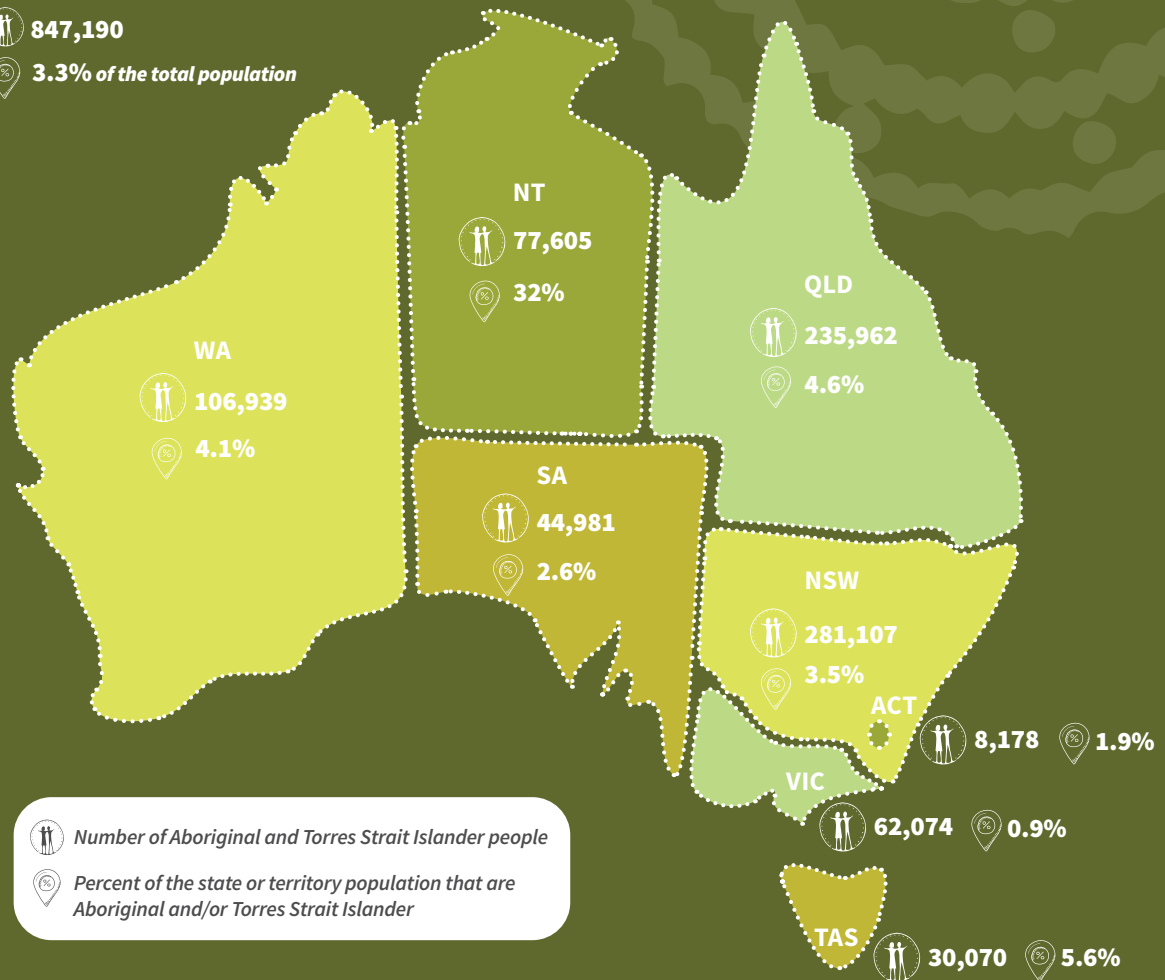 847,190
3.3% of the total population
NT
77,605
32%
QLD
235,962
4.6%
WA
106,939
4.1%
SA
44,981
2.6%
NSW
281,107
3.5%
ACT
8,178 % 1.9%
VIC
62,074 % 0.9%
TAS
30,070 % 5.6%
Number of Aboriginal and Torres Strait Islander people
% Percent of the state or territory population that are
Aboriginal and/or Torres Strait Islander